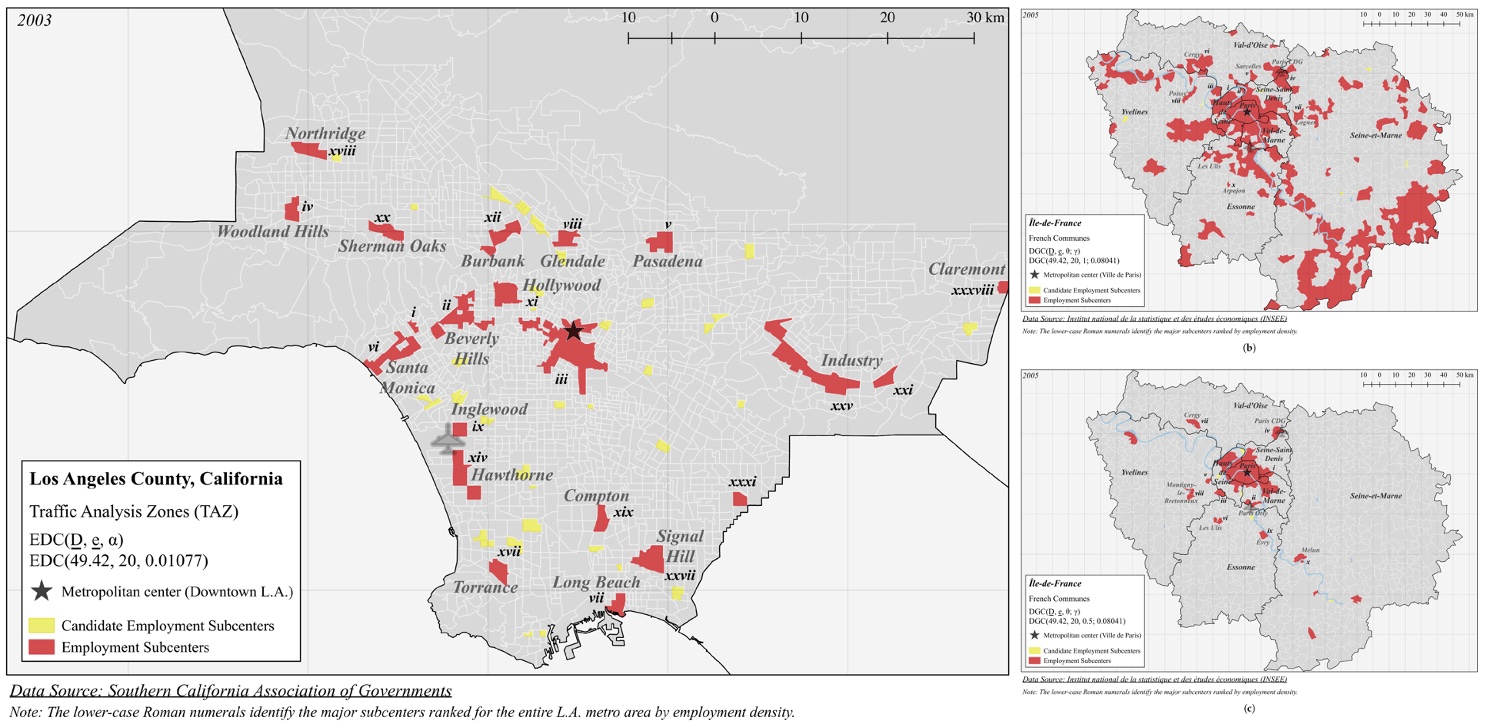 2003
10 0 10 30 km
Northridge
xviii
iv
Woodland Hills
xx
Sherman Oaks
xii
Burbank
viii
Glendale
v
Pasadena
Claremont
xxxviii
Hollywood
xi
i
ii
Beverly
Hills
vi
Santa
Monica
iii
Industry
xxi
xxv
Inglewood
ix
xiv
Hawthorne
xxxi
Compton
xix
Signal
Hill
xxvii
xvii
Torrance
Long Beach
vii
Los Angeles County, California
Traffic Analysis Zones (TAZ)
EDC(D, e, α)
EDC(49.42, 20, 0.01077)
Metropolitan center (Downtown L.A.)
Candidate Employment Subcenters
Employment Subcenters
Data Source: Southern California Association of Governments
Note: The lower-case Roman numerals identify the major subcenters ranked for the entire L.A. metro area by employment density.
2005
10 0 10 20 30 40 50 km
Val-d'Oise
Cergy
vi
Sarcelles
Paris CDG
iv
Poissy
viii
iii
Seine-Saint
Denis
Yvelines
Hauts
de
Seine
Paris
vii
Lognes
Val-de-
Marne
Seine-et-Marne
ix
Les Ulis
x
Arpajon
Essonne
Île-de-France
French Communes
DGC(D, e, θ; γ)
DGC(49.42, 20, 1; 0.08041)
Metropolitan center (Ville de Paris)
Candidate Employment Subcenters
Employment Subcenters
Data Source: Institut national de la statistique et des études économiques (INSEE)
Note: The lower-case Roman numerals identify the major subcenters ranked by employment density.
(b)
2005
10 0 10 20 30 40 50 km
Val-d'Oise
Cergy
vii
Paris CDG
iv
Seine-Saint
Denis
Yvelines
Hauts
de
Seine
Paris
i
Montigny-
le-
Bretonneux
viii
v
iii
ii
Val-de-
Marne
Paris Orly
Seine-et-Marne
Les Ulis
vi
ix
Evry
Melun
x
Essonne
Île-de-France
French Communes
DGC(D, e, θ; γ)
DGC(49.42, 20, 0.5; 0.08041)
Metropolitan center (Ville de Paris)
Candidate Employment Subcenters
Employment Subcenters
Data Source: Institut national de la statistique et des études économiques (INSEE)
Note: The lower-case Roman numerals identify the major subcenters ranked by employment density.
(c)